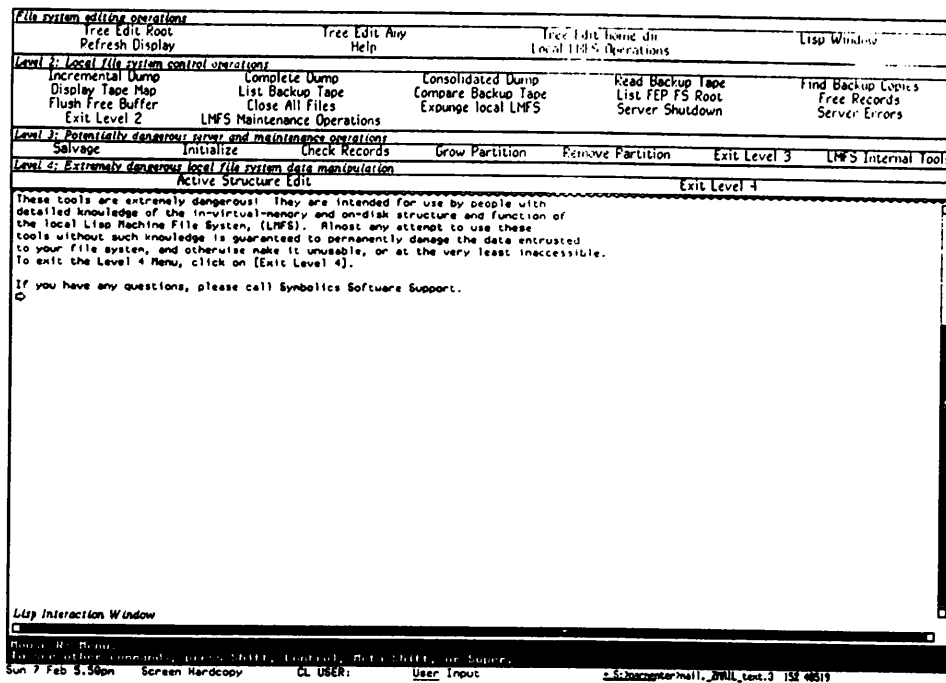 File system editing operations
Tree Edit Root Tree Edit Any Tree Edit home dir Lisp Window
Refresh Display Help Local LMFS Operations
Level 2: Local file system control operations
Incremental Dump Complete Dump Consolidated Dump Read Backup Tape Find Backup Copies
Display Tape Map List Backup Tape Compare Backup Tape List FEP FS Root Free Records
Flush Free Buffer Close All Files Expunge local LMFS Server Shutdown Server Errors
Exit Level 2 LMFS Maintenance Operations
Level 3: Potentially dangerous server and maintenance operations
Salvage Initialize Check Records Grow Partition Remove Partition Exit Level 3 LMFS Internal Tools
Level 4: Extremely dangerous local file system data manipulation
Active Structure Edit Exit Level 4
These tools are extremely dangerous! They are intended for use by people with
detailed knowledge of the in-virtual-memory and on-disk structure and function of
the local Lisp Machine File System, (LMFS). Almost any attempt to use these
tools without such knowledge is guaranteed to permanently damage the data entrusted
to your file system, and otherwise make it unusable, or at the very least inaccessible.
To exit the Level 4 Menu, click on [Exit Level 4].
If you have any questions, please call Symbolics Software Support.
Lisp Interaction Window
Mouse-R: Menu.
To see other commands, press Shift, Control, Meta-Shift, or Super.
Sun 7 Feb 5:50pm Screen Hardcopy CL USER: User Input